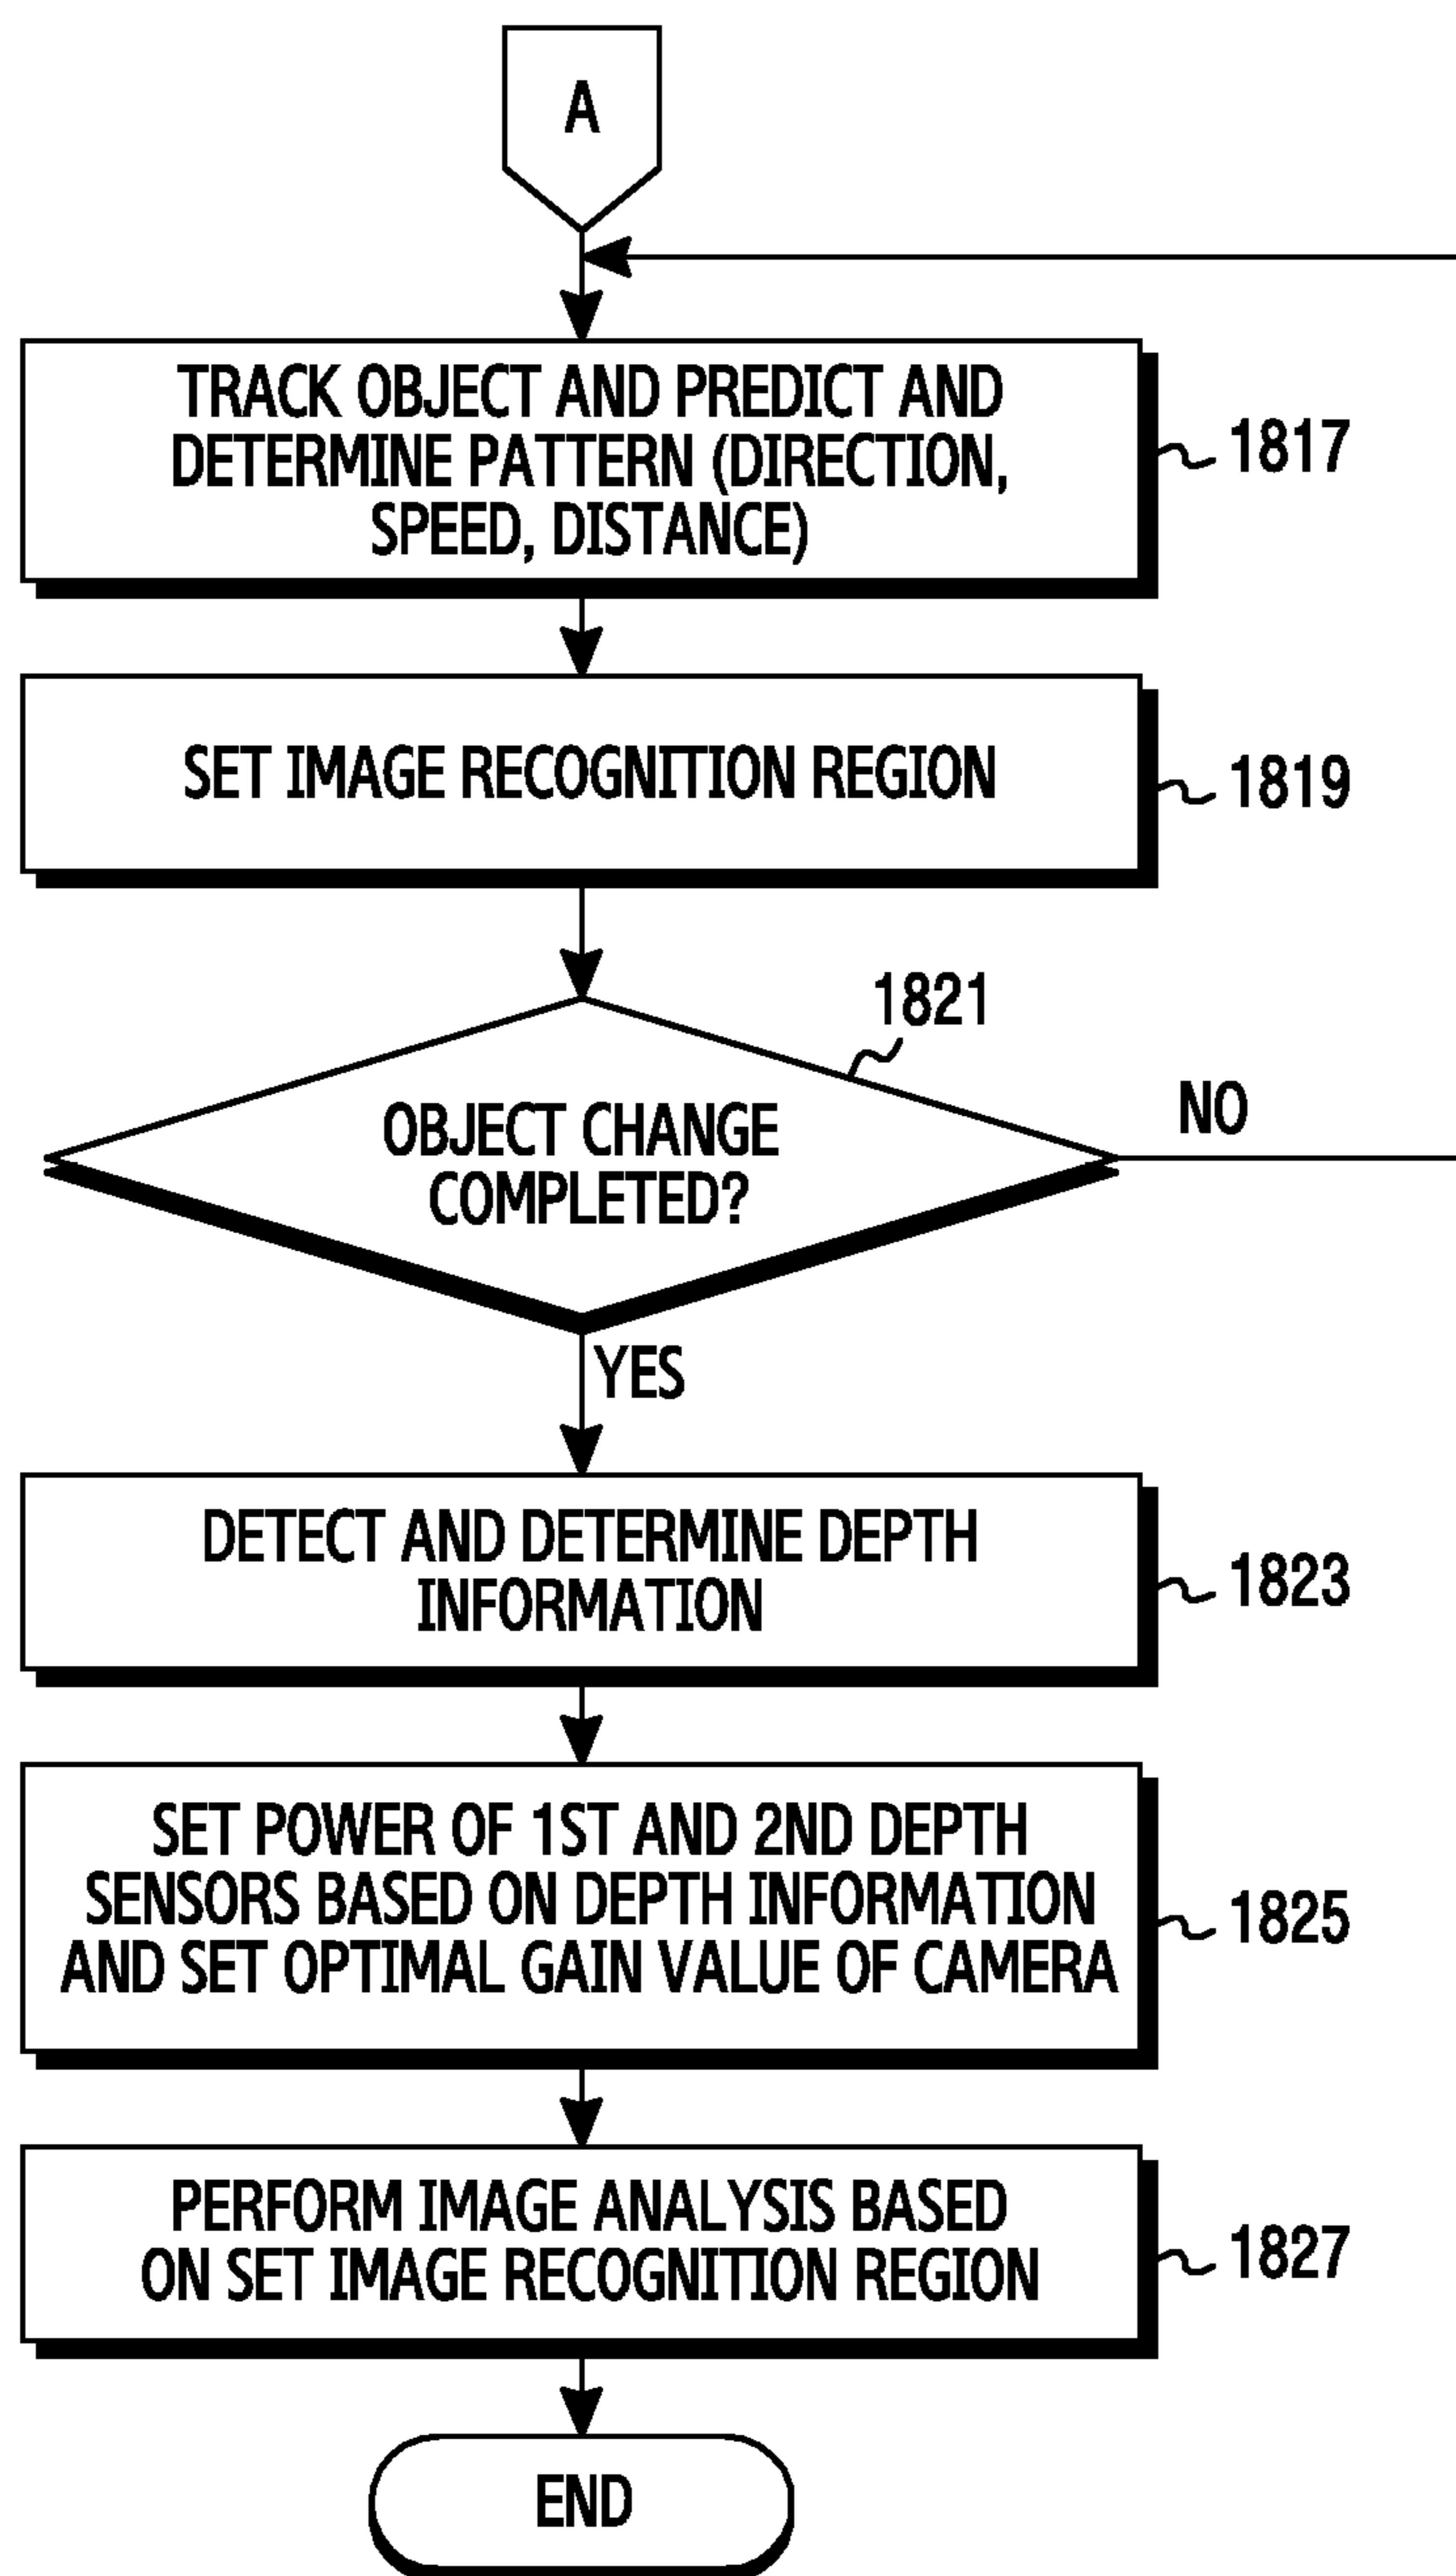 A
TRACK OBJECT AND PREDICT AND
DETERMINE PATTERN (DIRECTION,
SPEED, DISTANCE)
1817
SET IMAGE RECOGNITION REGION
1819
1821
OBJECT CHANGE
COMPLETED?
NO
YES
DETECT AND DETERMINE DEPTH
INFORMATION
1823
SET POWER OF 1ST AND 2ND DEPTH
SENSORS BASED ON DEPTH INFORMATION
AND SET OPTIMAL GAIN VALUE OF CAMERA
1825
PERFORM IMAGE ANALYSIS BASED
ON SET IMAGE RECOGNITION REGION
1827
END